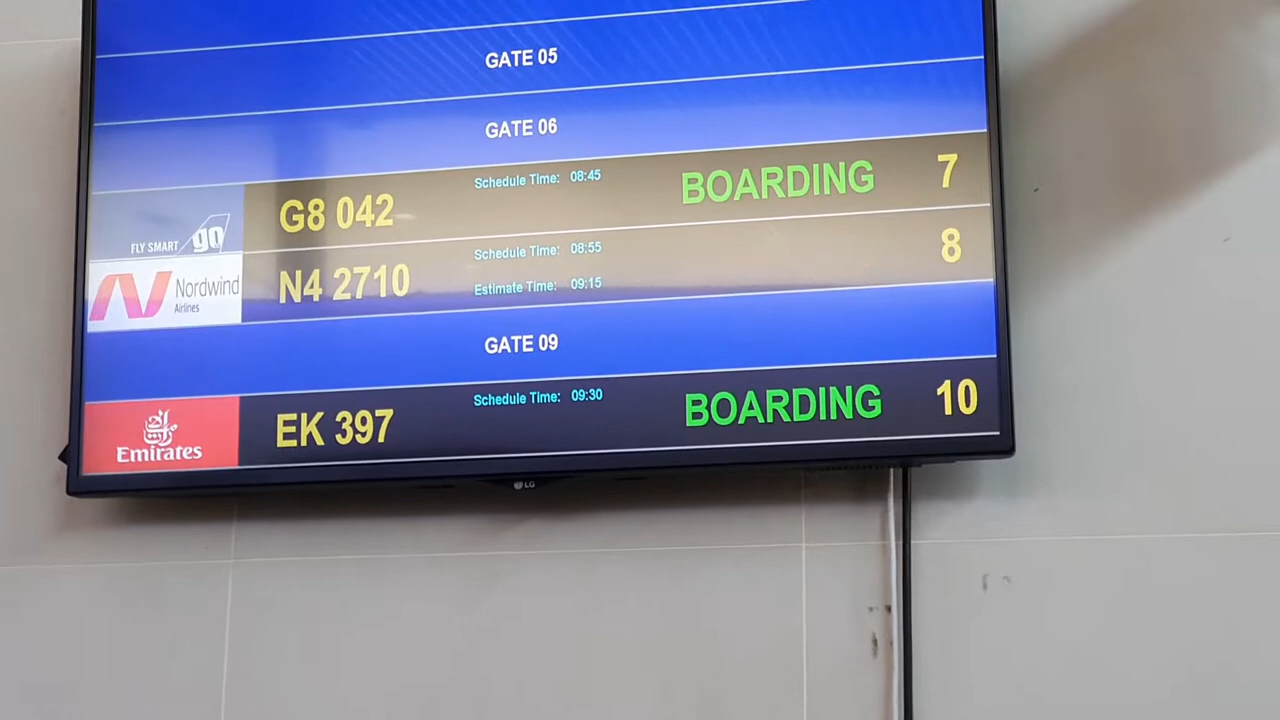 GATE 05
GATE 06
FLY SMART go
G8 042 Schedule Time: 08:45 BOARDING 7
Nordwind
Airlines
N4 2710 Schedule Time: 08:55 8
Estimate Time: 09:15
GATE 09
Emirates
EK 397 Schedule Time: 09:30 BOARDING 10
LG